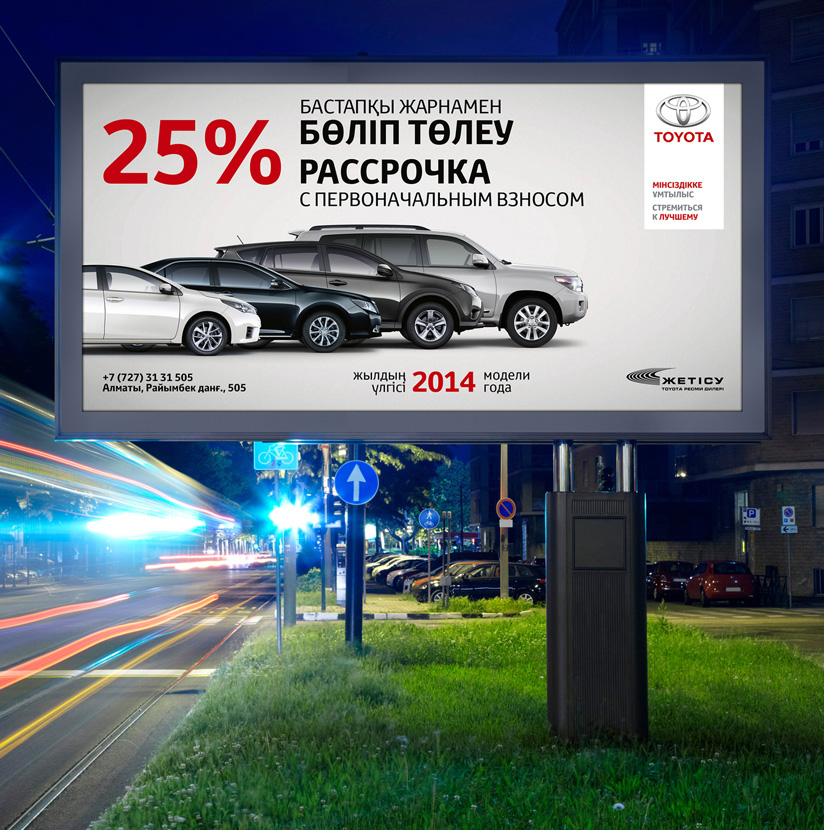 25%
БАСТАПҚЫ ЖАРНАМЕН
БӨЛІП ТӨЛЕУ
РАССРОЧКА
С ПЕРВОНАЧАЛЬНЫМ ВЗНОСОМ
TOYOTA
МІНСІЗДІККЕ
ҰМТЫЛЫС
СТРЕМИТЬСЯ
К ЛУЧШЕМУ
+7 (727) 31 31 505
Алматы, Райымбек даңғ., 505
жылдың үлгісі 2014 модели года
ЖЕТІСУ
TOYOTA РЕСМИ ДИЛЕРІ
P